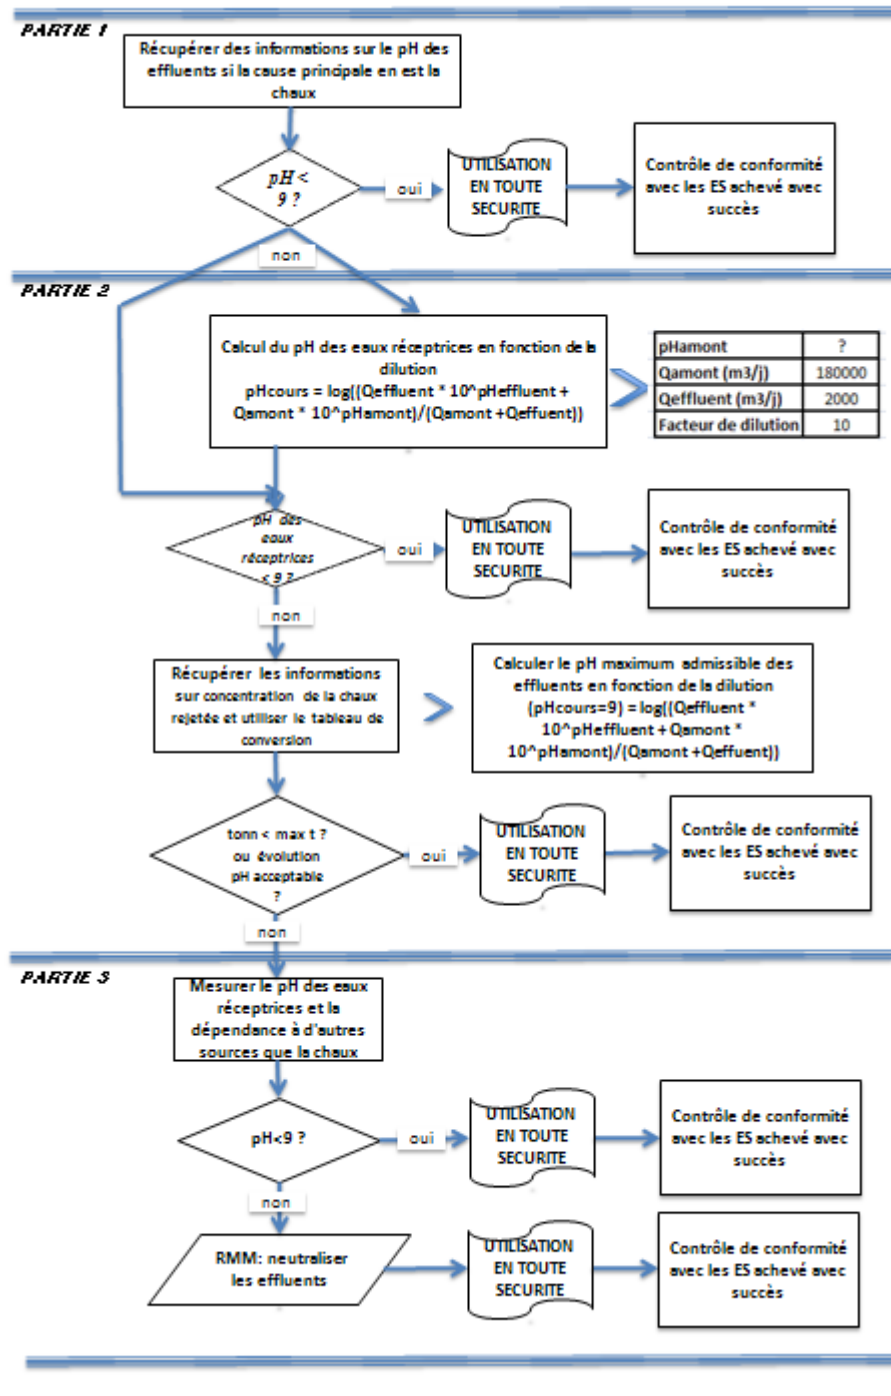 PARTIE 1
Récupérer des informations sur le pH des
effluents si la cause principale en est la
chaux
pH <
9 ?
oui
UTILISATION
EN TOUTE
SECURITE
Contrôle de conformité
avec les ES achevé avec
succès
non
PARTIE 2
Calcul du pH des eaux réceptrices en fonction de la
dilution
pHcours = log((Qeffluent * 10^pHeffluent +
Qamont * 10^pHamont)/(Qamont +Qeffuent))
pHamont ?
Qamont (m3/j) 180000
Qeffluent (m3/j) 2000
Facteur de dilution 10
pH des
eaux
réceptrices
< 9 ?
oui
UTILISATION
EN TOUTE
SECURITE
Contrôle de conformité
avec les ES achevé avec
succès
non
Récupérer les informations
sur concentration de la chaux
rejetée et utiliser le tableau de
conversion
Calculer le pH maximum admissible des
effluents en fonction de la dilution
(pHcours=9) = log((Qeffluent *
10^pHeffluent + Qamont *
10^pHamont)/(Qamont +Qeffuent))
tonn < max t ?
ou évolution
pH acceptable
?
oui
UTILISATION
EN TOUTE
SECURITE
Contrôle de conformité
avec les ES achevé avec
succès
non
PARTIE 3
Mesurer le pH des eaux
réceptrices et la
dépendance à d'autres
sources que la chaux
pH<9 ?
oui
UTILISATION
EN TOUTE
SECURITE
Contrôle de conformité
avec les ES achevé avec
succès
non
RMM: neutraliser
les effluents
UTILISATION
EN TOUTE
SECURITE
Contrôle de conformité
avec les ES achevé avec
succès